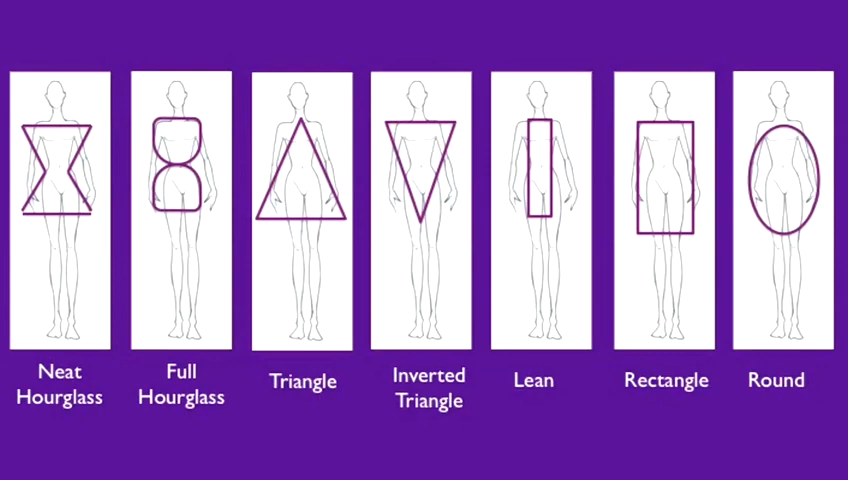 Neat
Hourglass
Full
Hourglass
Triangle
Inverted
Triangle
Lean
Rectangle
Round